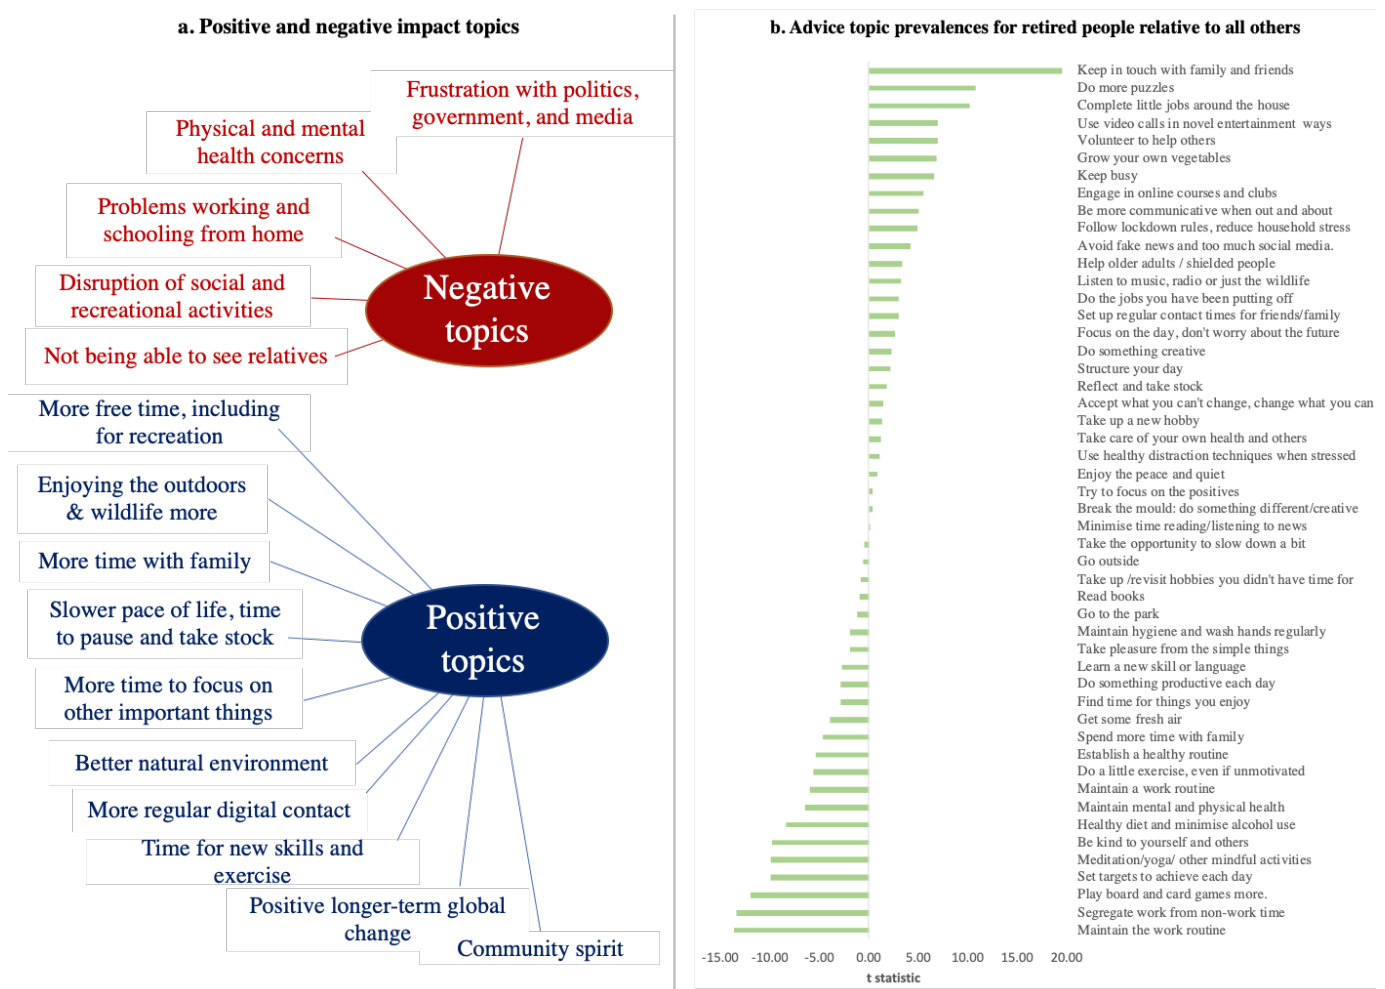 a. Positive and negative impact topics
Frustration with politics,
government, and media
Physical and mental
health concerns
Problems working and
schooling from home
Disruption of social and
recreational activities
Not being able to see relatives
Negative
topics
More free time, including
for recreation
Enjoying the outdoors
& wildlife more
More time with family
Slower pace of life, time
to pause and take stock
More time to focus on
other important things
Better natural environment
More regular digital contact
Time for new skills and
exercise
Positive longer-term global
change
Community spirit
Positive
topics
b. Advice topic prevalences for retired people relative to all others
Keep in touch with family and friends
Do more puzzles
Complete little jobs around the house
Use video calls in novel entertainment ways
Volunteer to help others
Grow your own vegetables
Keep busy
Engage in online courses and clubs
Be more communicative when out and about
Follow lockdown rules, reduce household stress
Avoid fake news and too much social media.
Help older adults / shielded people
Listen to music, radio or just the wildlife
Do the jobs you have been putting off
Set up regular contact times for friends/family
Focus on the day, don't worry about the future
Do something creative
Structure your day
Reflect and take stock
Accept what you can't change, change what you can
Take up a new hobby
Take care of your own health and others
Use healthy distraction techniques when stressed
Enjoy the peace and quiet
Try to focus on the positives
Break the mould: do something different/creative
Minimise time reading/listening to news
Take the opportunity to slow down a bit
Go outside
Take up /revisit hobbies you didn't have time for
Read books
Go to the park
Maintain hygiene and wash hands regularly
Take pleasure from the simple things
Learn a new skill or language
Do something productive each day
Find time for things you enjoy
Get some fresh air
Spend more time with family
Establish a healthy routine
Do a little exercise, even if unmotivated
Maintain a work routine
Maintain mental and physical health
Healthy diet and minimise alcohol use
Be kind to yourself and others
Meditation/yoga/ other mindful activities
Set targets to achieve each day
Play board and card games more.
Segregate work from non-work time
Maintain the work routine
-15.00 -10.00 -5.00 0.00 5.00 10.00 15.00 20.00
t statistic